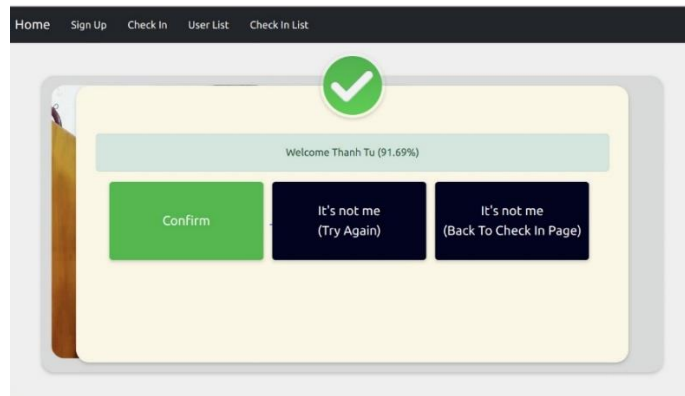 Home Sign Up Check In User List Check In List
Welcome Thanh Tu (91.69%)
Confirm
It's not me
(Try Again)
It's not me
(Back To Check In Page)